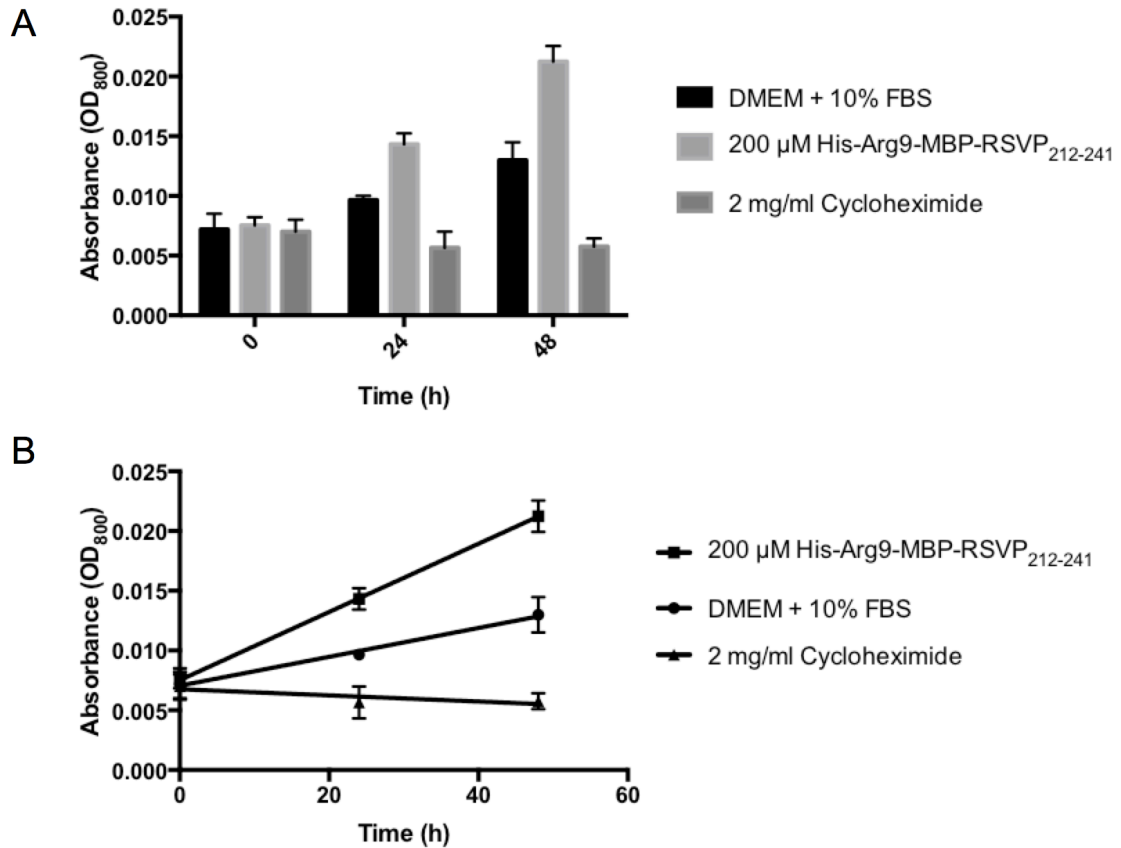 A
Absorbance (OD800)
0.025
0.020
0.015
0.010
0.005
0.000
0
24
48
Time (h)
DMEM + 10% FBS
200 µM His-Arg9-MBP-RSVP212-241
2 mg/ml Cycloheximide
B
Absorbance (OD800)
0.025
0.020
0.015
0.010
0.005
0.000
0
20
40
60
Time (h)
200 µM His-Arg9-MBP-RSVP212-241
DMEM + 10% FBS
2 mg/ml Cycloheximide